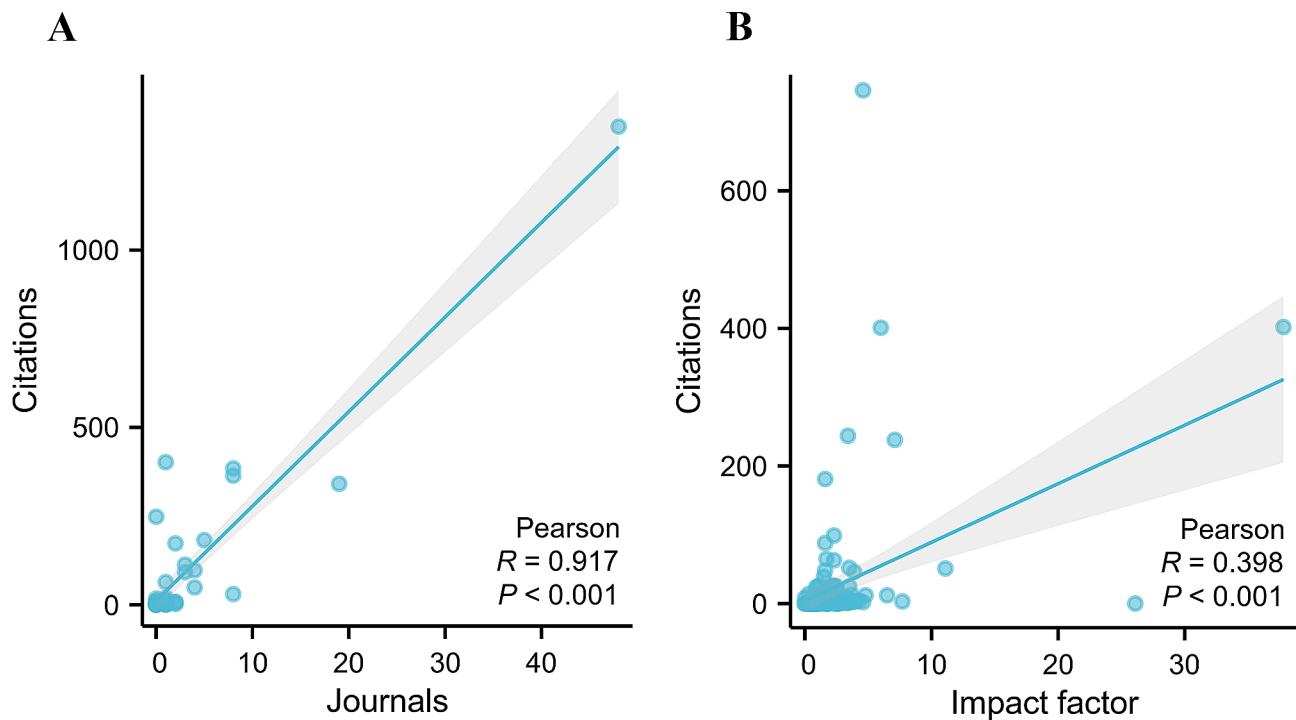 A
Citations
1000
500
0
0 10 20 30 40
Journals
Pearson
R = 0.917
P < 0.001
B
Citations
600
400
200
0
0 10 20 30
Impact factor
Pearson
R = 0.398
P < 0.001